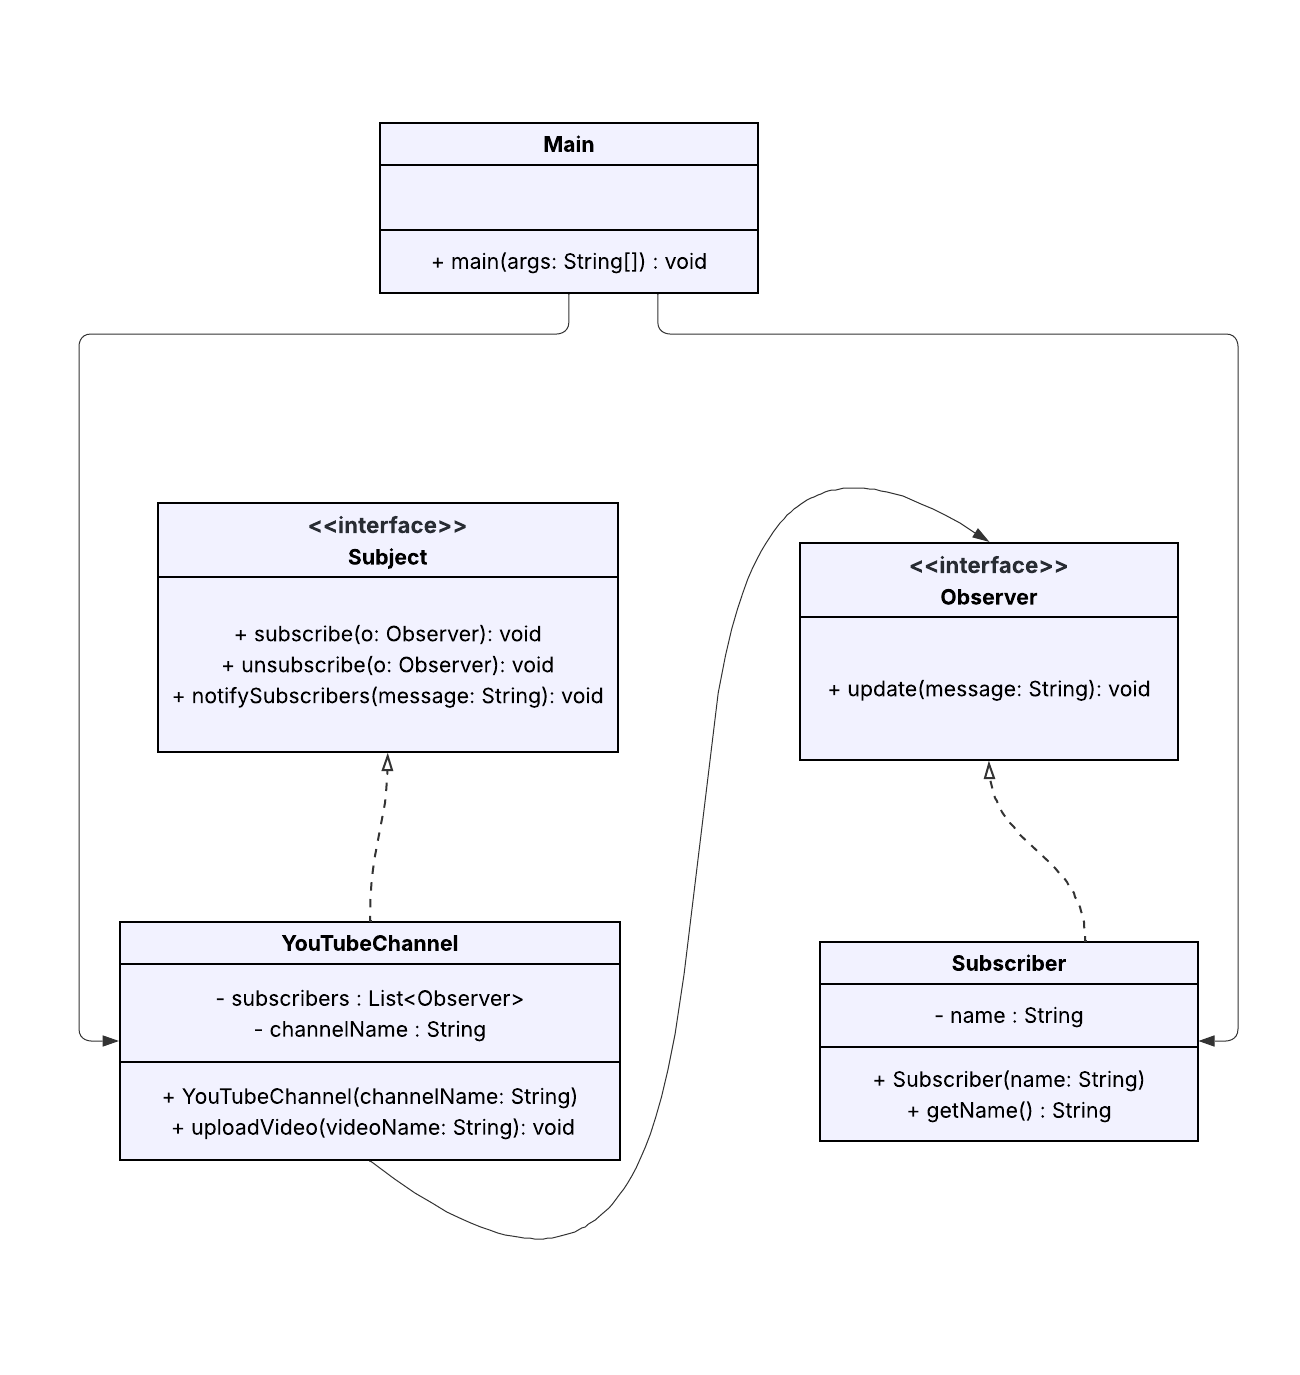 Main
+ main(args: String[]) : void
<<interface>>
Subject
+ subscribe(o: Observer): void
+ unsubscribe(o: Observer): void
+ notifySubscribers(message: String): void
<<interface>>
Observer
+ update(message: String): void
YouTubeChannel
- subscribers : List<Observer>
- channelName : String
+ YouTubeChannel(channelName: String)
+ uploadVideo(videoName: String): void
Subscriber
- name : String
+ Subscriber(name: String)
+ getName() : String